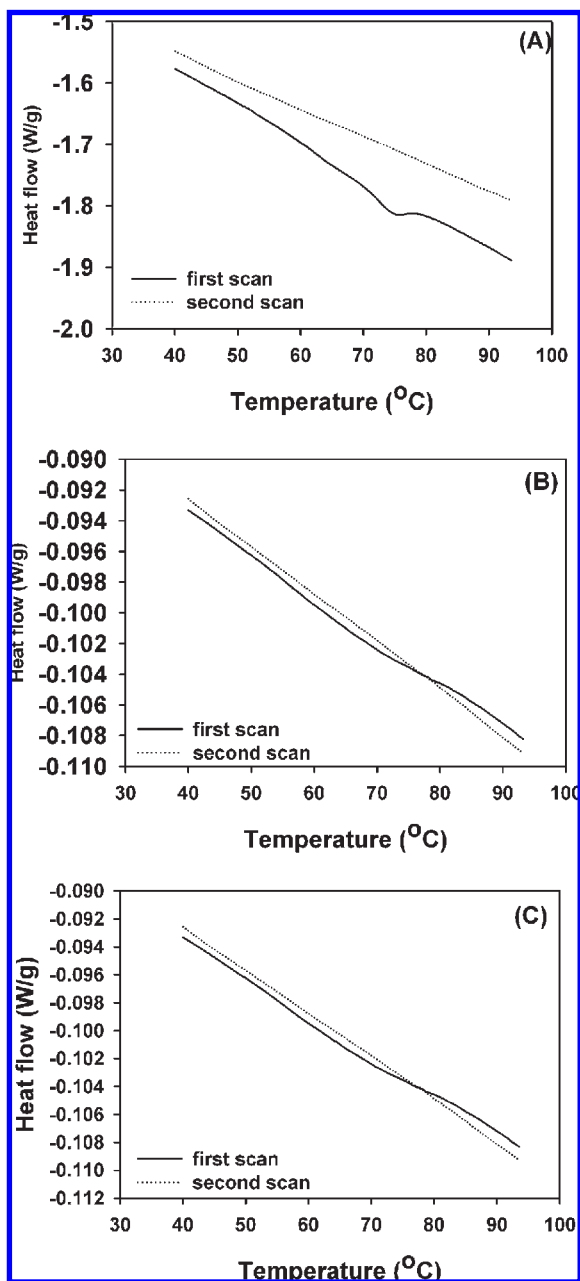 (A)
-1.5
-1.6
-1.7
-1.8
-1.9
-2.0
Heat flow (W/g)
first scan
second scan
30 40 50 60 70 80 90 100
Temperature (°C)
(B)
-0.090
-0.092
-0.094
-0.096
-0.098
-0.100
-0.102
-0.104
-0.106
-0.108
-0.110
Heat flow (W/g)
first scan
second scan
30 40 50 60 70 80 90 100
Temperature (°C)
(C)
-0.090
-0.092
-0.094
-0.096
-0.098
-0.100
-0.102
-0.104
-0.106
-0.108
-0.110
-0.112
Heat flow (W/g)
first scan
second scan
30 40 50 60 70 80 90 100
Temperature (°C)